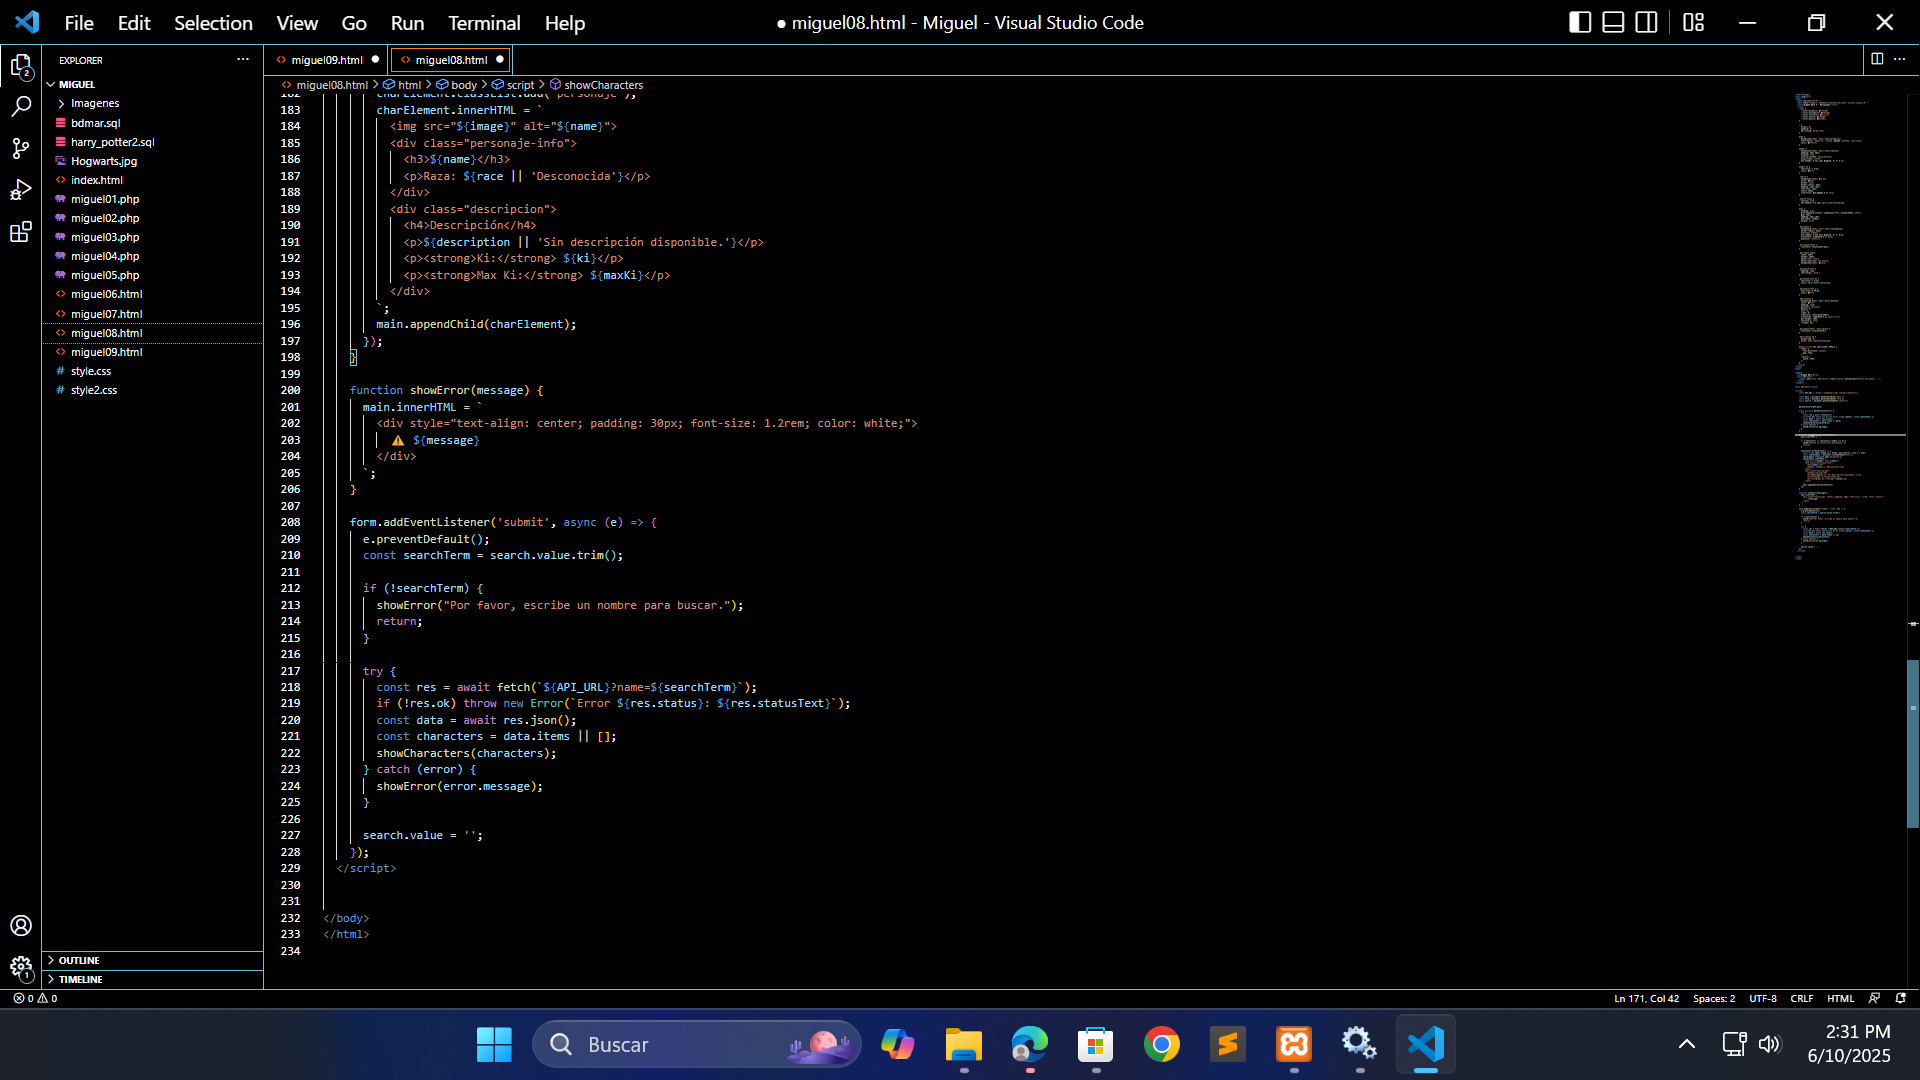 File Edit Selection View Go Run Terminal Help
● miguel08.html - Miguel - Visual Studio Code
EXPLORER ···
miguel09.html ●
miguel08.html ●
miguel08.html > html > body > script > showCharacters
MIGUEL
Imagenes
bdmar.sql
harry_potter2.sql
Hogwarts.jpg
index.html
miguel01.php
miguel02.php
miguel03.php
miguel04.php
miguel05.php
miguel06.html
miguel07.html
miguel08.html
miguel09.html
style.css
style2.css
OUTLINE
TIMELINE
182 charElement.classList.add('personaje');
183 charElement.innerHTML = `
184 <img src="${image}" alt="${name}">
185 <div class="personaje-info">
186 <h3>${name}</h3>
187 <p>Raza: ${race || 'Desconocida'}</p>
188 </div>
189 <div class="descripcion">
190 <h4>Descripción</h4>
191 <p>${description || 'Sin descripción disponible.'}</p>
192 <p><strong>Ki:</strong> ${ki}</p>
193 <p><strong>Max Ki:</strong> ${maxKi}</p>
194 </div>
195 `;
196 main.appendChild(charElement);
197 });
198 }
199
200 function showError(message) {
201 main.innerHTML = `
202 <div style="text-align: center; padding: 30px; font-size: 1.2rem; color: white;">
203 ⚠️ ${message}
204 </div>
205 `;
206 }
207
208 form.addEventListener('submit', async (e) => {
209 e.preventDefault();
210 const searchTerm = search.value.trim();
211
212 if (!searchTerm) {
213 showError("Por favor, escribe un nombre para buscar.");
214 return;
215 }
216
217 try {
218 const res = await fetch(`${API_URL}?name=${searchTerm}`);
219 if (!res.ok) throw new Error(`Error ${res.status}: ${res.statusText}`);
220 const data = await res.json();
221 const characters = data.items || [];
222 showCharacters(characters);
223 } catch (error) {
224 showError(error.message);
225 }
226
227 search.value = '';
228 });
229 </script>
230
231
232 </body>
233 </html>
234
2
1
0 0
Ln 171, Col 42 Spaces: 2 UTF-8 CRLF HTML
Buscar
2:31 PM
6/10/2025